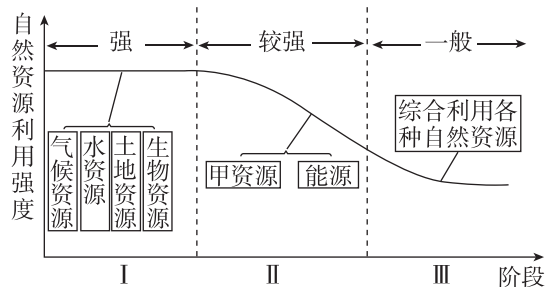 自然资源利用强度
强
较强
一般
气候资源
水资源
土地资源
生物资源
甲资源
能源
综合利用各
种自然资源
Ⅰ
Ⅱ
Ⅲ
阶段